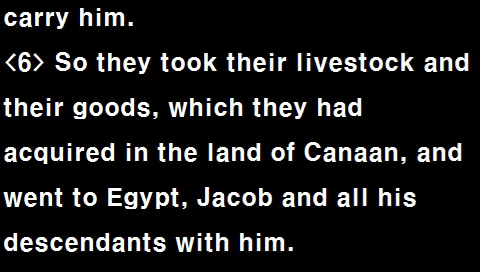 carry him.
<6> So they took their livestock and
their goods, which they had
acquired in the land of Canaan, and
went to Egypt, Jacob and all his
descendants with him.